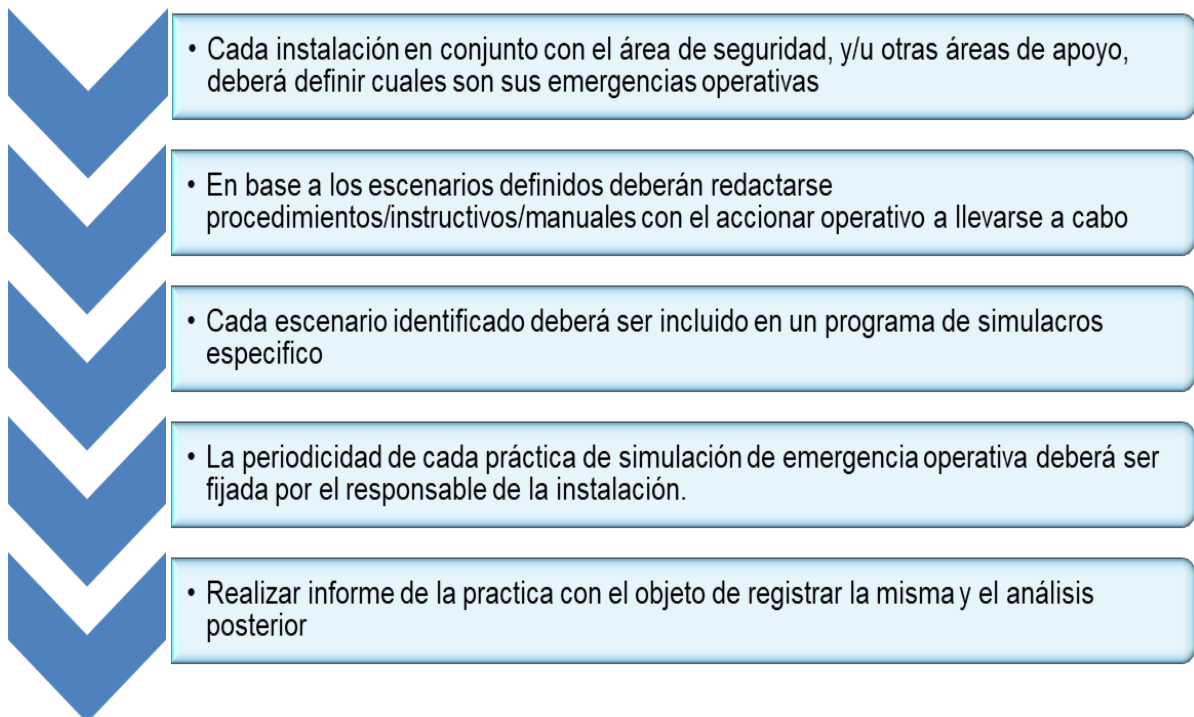 • Cada instalación en conjunto con el área de seguridad, y/u otras áreas de apoyo,
deberá definir cuales son sus emergencias operativas
• En base a los escenarios definidos deberán redactarse
procedimientos/instructivos/manuales con el accionar operativo a llevarse a cabo
• Cada escenario identificado deberá ser incluido en un programa de simulacros
especifico
• La periodicidad de cada práctica de simulación de emergencia operativa deberá ser
fijada por el responsable de la instalación.
• Realizar informe de la practica con el objeto de registrar la misma y el análisis
posterior